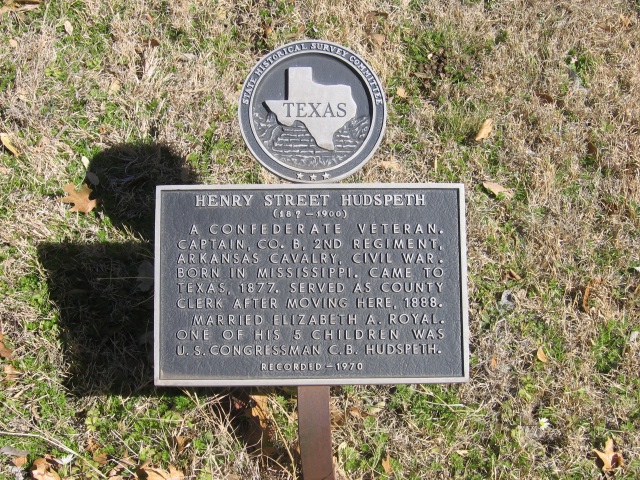 STATE HISTORICAL SURVEY COMMITTEE
TEXAS
HENRY STREET HUDSPETH
(18?-1900)
A CONFEDERATE VETERAN.
CAPTAIN, CO. B, 2ND REGIMENT,
ARKANSAS CAVALRY, CIVIL WAR.
BORN IN MISSISSIPPI. CAME TO
TEXAS, 1877. SERVED AS COUNTY
CLERK AFTER MOVING HERE, 1888.
MARRIED ELIZABETH A. ROYAL.
ONE OF HIS 5 CHILDREN WAS
U.S. CONGRESSMAN C.B. HUDSPETH.
RECORDED-1970